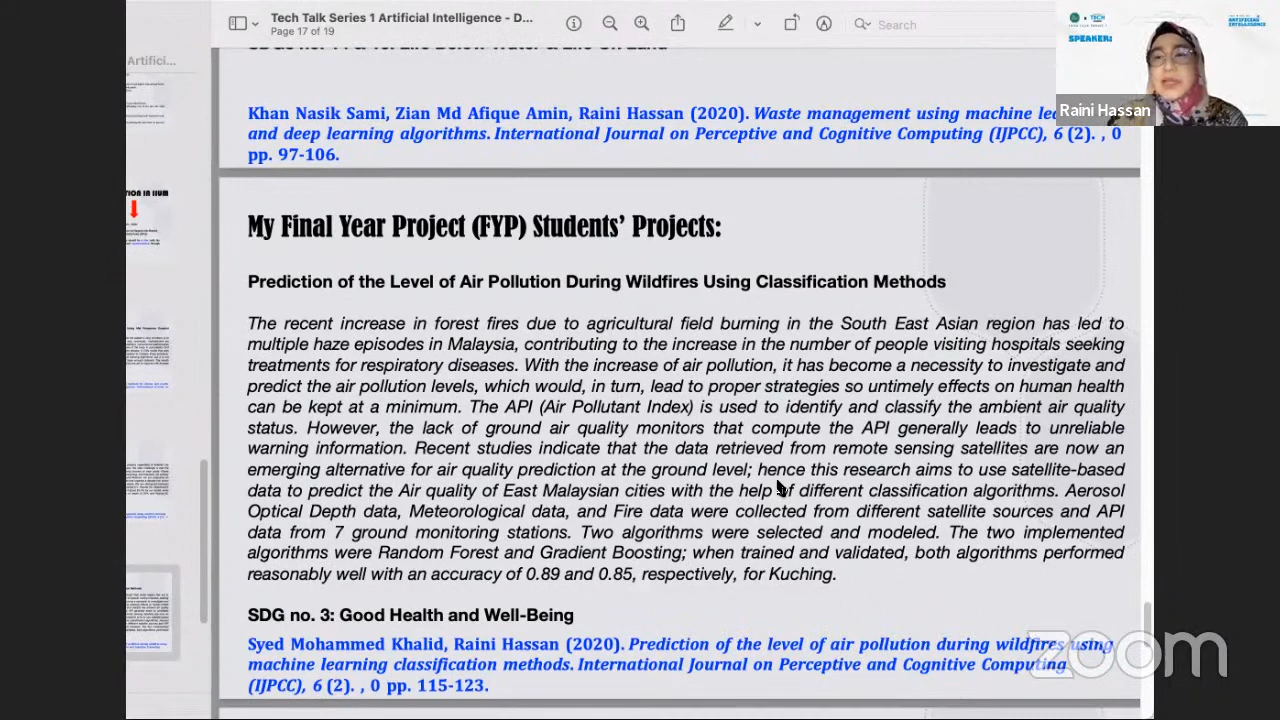 Tech Talk Series 1 Artificial Intelligence - D...
Page 17 of 19
Search
SPEAKER:
Raini Hassan
Artifici...
TION IN IIUM
Khan Nasik Sami, Zian Md Afique Amin, Raini Hassan (2020). Waste management using machine le
and deep learning algorithms. International Journal on Perceptive and Cognitive Computing (IJPCC), 6 (2). , 0
pp. 97-106.
My Final Year Project (FYP) Students’ Projects:
Prediction of the Level of Air Pollution During Wildfires Using Classification Methods
The recent increase in forest fires due to agricultural field burning in the South East Asian region has led to
multiple haze episodes in Malaysia, contributing to the increase in the number of people visiting hospitals seeking
treatments for respiratory diseases. With the increase of air pollution, it has become a necessity to investigate and
predict the air pollution levels, which would, in turn, lead to proper strategies so untimely effects on human health
can be kept at a minimum. The API (Air Pollutant Index) is used to identify and classify the ambient air quality
status. However, the lack of ground air quality monitors that compute the API generally leads to unreliable
warning information. Recent studies indicate that the data retrieved from remote sensing satellites are now an
emerging alternative for air quality prediction at the ground level; hence this research aims to use satellite-based
data to predict the Air quality of East Malaysian cities with the help of different classification algorithms. Aerosol
Optical Depth data, Meteorological data, and Fire data were collected from different satellite sources and API
data from 7 ground monitoring stations. Two algorithms were selected and modeled. The two implemented
algorithms were Random Forest and Gradient Boosting; when trained and validated, both algorithms performed
reasonably well with an accuracy of 0.89 and 0.85, respectively, for Kuching.
SDG no. 3 Good Health and Well-Being
Syed Mohammed Khalid, Raini Hassan (2020). Prediction of the level of air pollution during wildfires using
machine learning classification methods. International Journal on Perceptive and Cognitive Computing
(IJPCC), 6 (2). , 0 pp. 115-123.
zoom